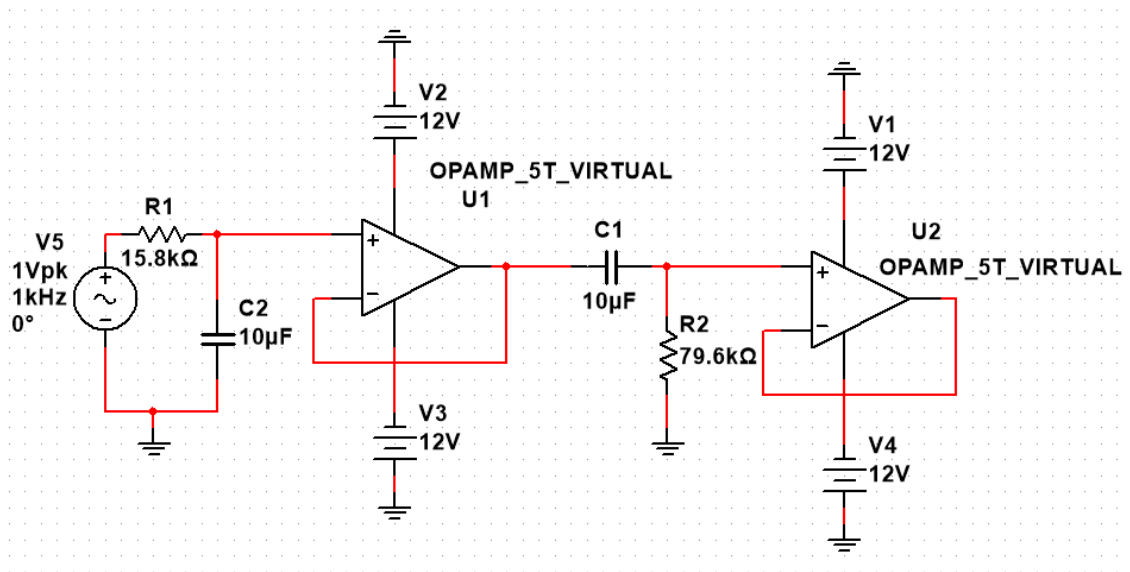 V2
12V
V1
12V
OPAMP_5T_VIRTUAL
U1
R1
15.8kΩ
V5
1Vpk
1kHz
0°
+
~
−
+
−
C1
10µF
U2
OPAMP_5T_VIRTUAL
+
−
C2
10µF
R2
79.6kΩ
V3
12V
V4
12V